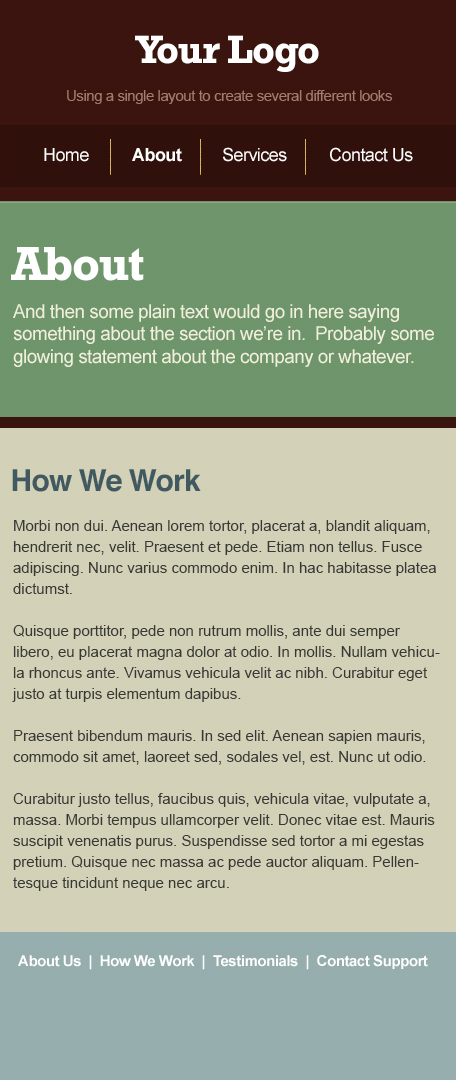 Your Logo
Using a single layout to create several different looks
Home About Services Contact Us
About
And then some plain text would go in here saying
something about the section we're in.  Probably some
glowing statement about the company or whatever.
How We Work
Morbi non dui. Aenean lorem tortor, placerat a, blandit aliquam,
hendrerit nec, velit. Praesent et pede. Etiam non tellus. Fusce
adipiscing. Nunc varius commodo enim. In hac habitasse platea
dictumst.
Quisque porttitor, pede non rutrum mollis, ante dui semper
libero, eu placerat magna dolor at odio. In mollis. Nullam vehicu-
la rhoncus ante. Vivamus vehicula velit ac nibh. Curabitur eget
justo at turpis elementum dapibus.
Praesent bibendum mauris. In sed elit. Aenean sapien mauris,
commodo sit amet, laoreet sed, sodales vel, est. Nunc ut odio.
Curabitur justo tellus, faucibus quis, vehicula vitae, vulputate a,
massa. Morbi tempus ullamcorper velit. Donec vitae est. Mauris
suscipit venenatis purus. Suspendisse sed tortor a mi egestas
pretium. Quisque nec massa ac pede auctor aliquam. Pellen-
tesque tincidunt neque nec arcu.
About Us | How We Work | Testimonials | Contact Support